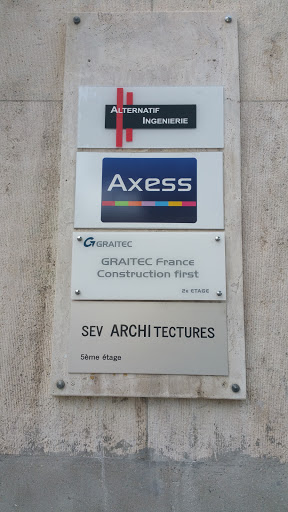 ALTERNATIF
INGENIERIE
Axess
GRAITEC
GRAITEC France
Construction first
2e ETAGE
SEV ARCHITECTURES
5ème étage